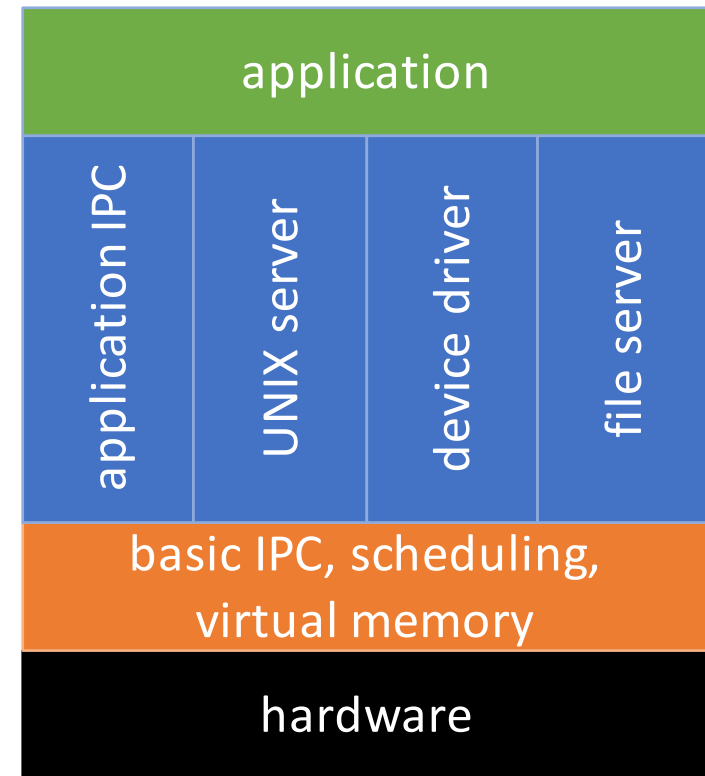 application
application IPC
UNIX server
device driver
file server
basic IPC, scheduling,
virtual memory
hardware